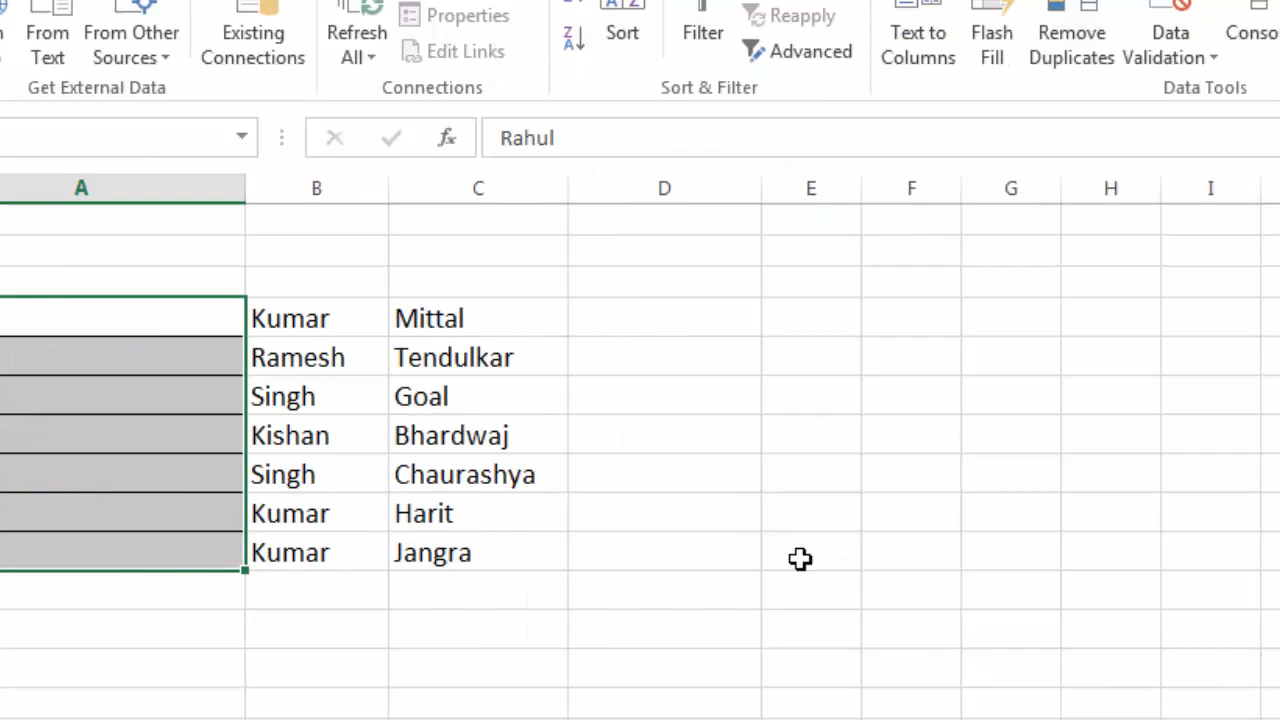 From Text
From Other Sources
Existing Connections
Refresh All
Properties
Edit Links
Z
A
Sort
Filter
Reapply
Advanced
Text to Columns
Flash Fill
Remove Duplicates
Data Validation
Get External Data
Connections
Sort & Filter
Data Tools
fx
Rahul
A B C D E F G H I
Kumar Mittal
Ramesh Tendulkar
Singh Goal
Kishan Bhardwaj
Singh Chaurashya
Kumar Harit
Kumar Jangra